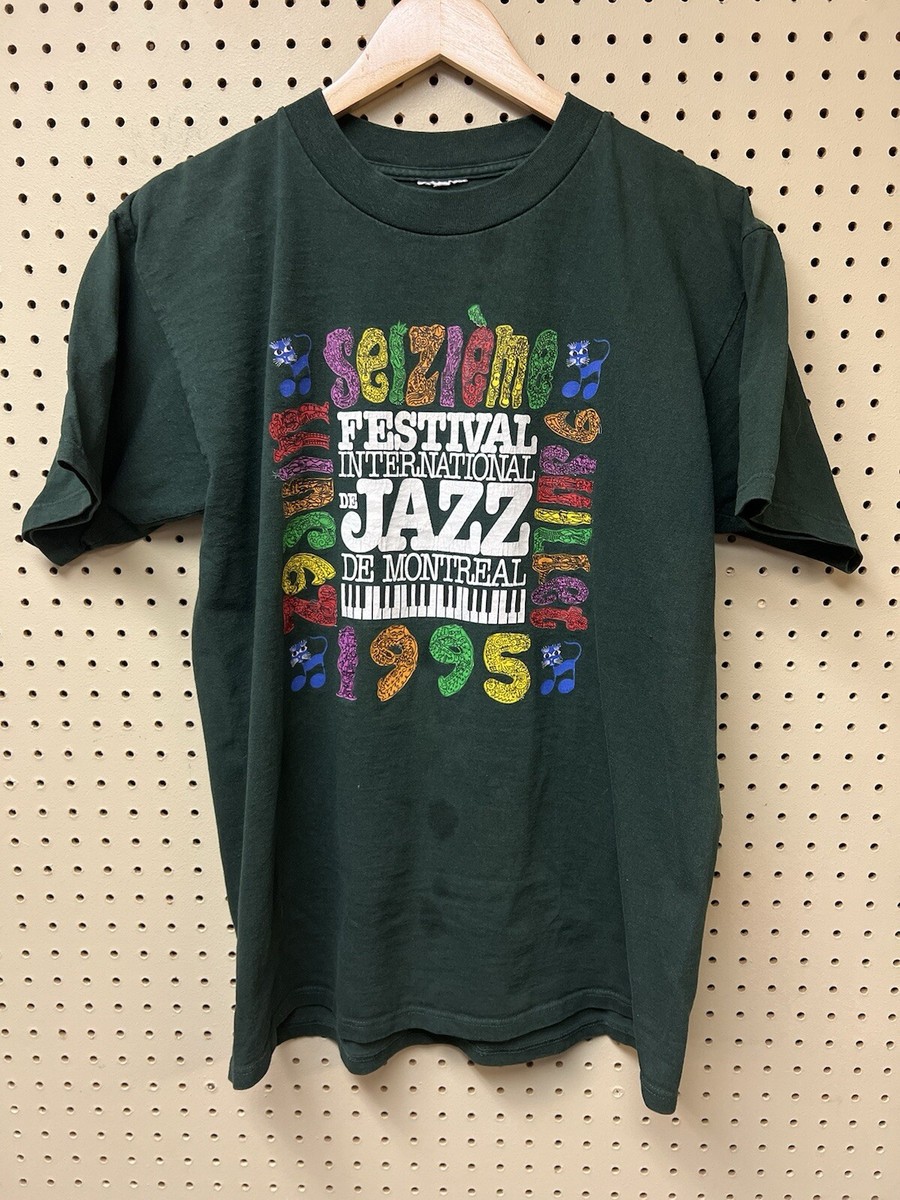 seizième
29 juin
FESTIVAL
INTERNATIONAL
DE JAZZ
DE MONTREAL
9 juillet
1995